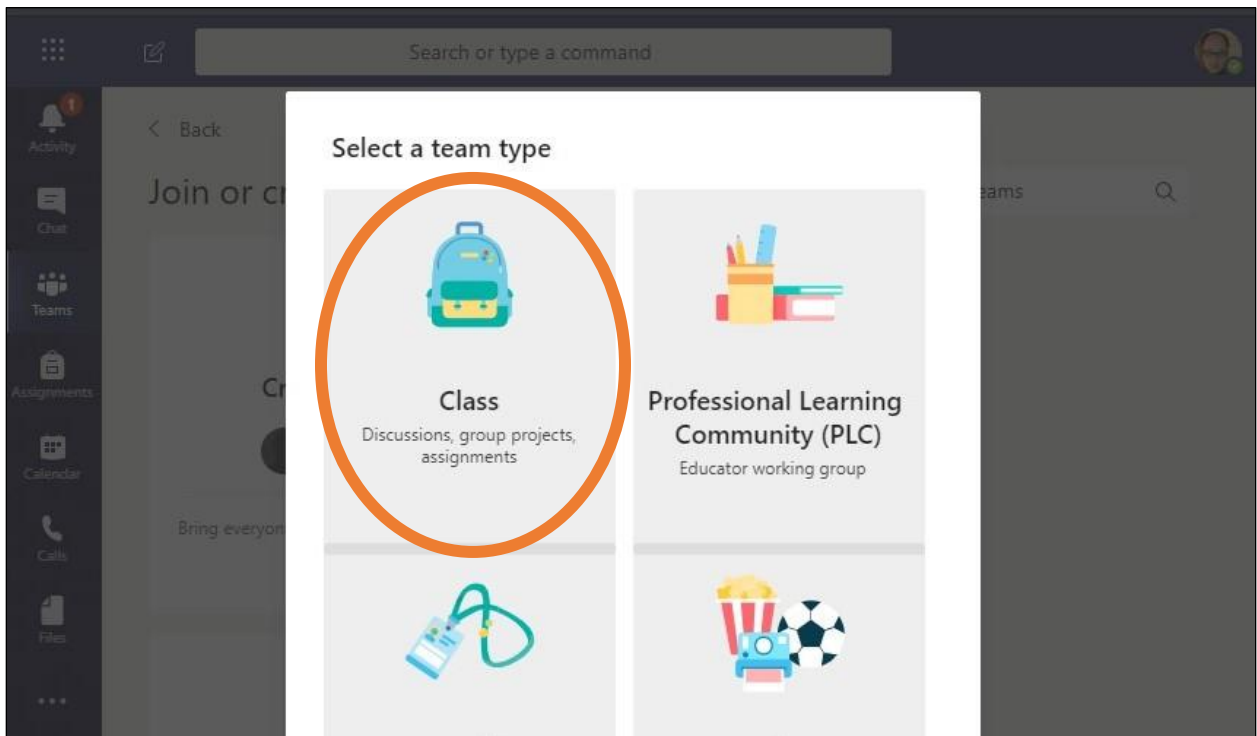 Search or type a command
1
Activity
Chat
Teams
Assignments
Calendar
Calls
Files
< Back
Join or cr
eams
Cr
Bring everyon
Select a team type
Class
Discussions, group projects,
assignments
Professional Learning
Community (PLC)
Educator working group